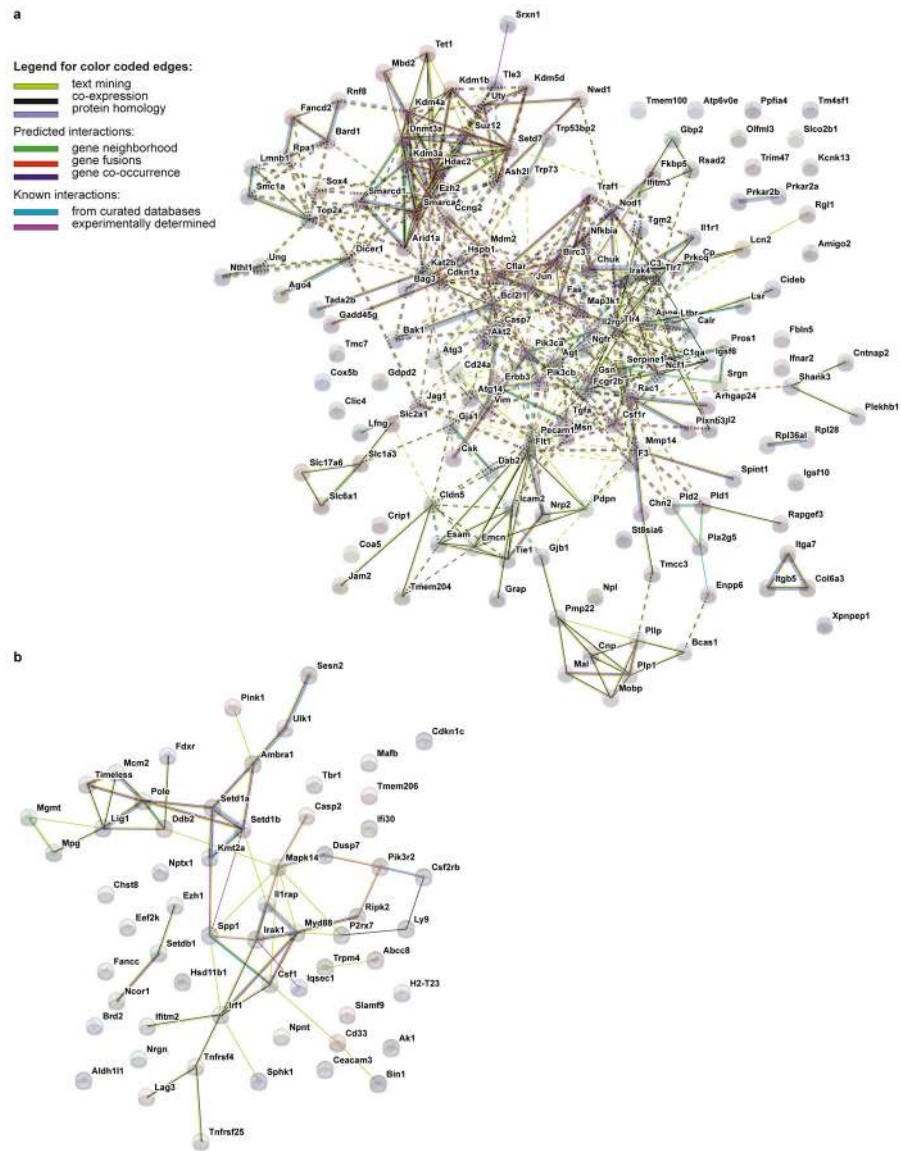 a
Legend for color coded edges:
text mining
co-expression
protein homology
Predicted interactions:
gene neighborhood
gene fusions
gene co-occurrence
Known interactions:
from curated databases
experimentally determined
Srxn1
Tet1
Mbd2
Tle3
Kdm1b
Kdm5d
Rnf8
Uty
Nwd1
Kdm4a
Fancd2
Tmem100
Atp6v0e
Ppfia4
Tm4sf1
Suz12
Bard1
Dnmt3a
Setd7
Trp53bp2
Gbp2
Olfml3
Slco2b1
Rpa1
Kdm3a
Hdac2
Lmnb1
Ash2l
Trp73
Fkbp5
Rsad2
Trim47
Kcnk13
Smc1a
Sox4
Smarcd1
Ezh2
Traf1
Ifitm3
Prkar2b
Prkar2a
Ccng2
Nod1
Top2a
Tgm2
Rgl1
Arid1a
Mdm2
Nfkbia
Il1r1
Dicer1
Hspb1
Birc3
Prkcq
Cp
Lcn2
Amigo2
Ung
Kat2b
Cflar
Chuk
C3
Nthl1
Bag3
Cdkn1a
Jun
Irak4
Tlr7
Ago4
Fas
Cideb
Tada2b
Bcl2l1
Map3k1
Lsr
Gadd45g
Casp7
Il2rg
Tlr4
Ltbr
Calr
Bak1
Akt2
Ngfr
Fbln5
Tmc7
Atg3
Pik3ca
Agt
Serpine1
C1qa
Pros1
Cox5b
Gdpd2
Cd24a
Gsn
Ncf1
Igsf6
Ifnar2
Cntnap2
Erbb3
Pik3cb
Fcgr2b
Srgn
Shank3
Clic4
Atg14
Rac1
Jag1
Vim
Arhgap24
Slc2a1
Tgfa
Csf1r
Plekhb1
Lfng
Gja1
Msn
Plxnb3
Pecam1
Rpl36al
Rpl28
Slc1a3
Csk
Flt1
Mmp14
Slc17a6
F3
Dab2
Spint1
Igsf10
Slc6a1
Cldn5
Icam2
Nrp2
Pdpn
Chn2
Pld2
Pld1
Crip1
Rapgef3
Esam
Emcn
St8sia6
Coa5
Tie1
Gjb1
Pla2g5
Itga7
Jam2
Tmem204
Grap
Tmcc3
Enpp6
Itgb5
Col6a3
Npl
Pmp22
Xpnpep1
Pllp
Bcas1
Cnp
Mal
Plp1
Mobp
b
Sesn2
Pink1
Ulk1
Cdkn1c
Fdxr
Ambra1
Mafb
Mcm2
Timeless
Tbr1
Tmem206
Pole
Setd1a
Casp2
Mgmt
Ifi30
Lig1
Ddb2
Setd1b
Mpg
Dusp7
Kmt2a
Mapk14
Pik3r2
Csf2rb
Nptx1
Chst8
Il1rap
Ezh1
Ripk2
Eef2k
Spp1
Irak1
Myd88
P2rx7
Ly9
Setdb1
Trpm4
Abcc8
Fancc
Hsd11b1
Csf1
Iqsec1
H2-T23
Ncor1
Irf1
Slamf9
Brd2
Ifitm2
Npnt
Cd33
Nrgn
Ak1
Tnfrsf4
Ceacam3
Aldh1l1
Sphk1
Bin1
Lag3
Tnfrsf25